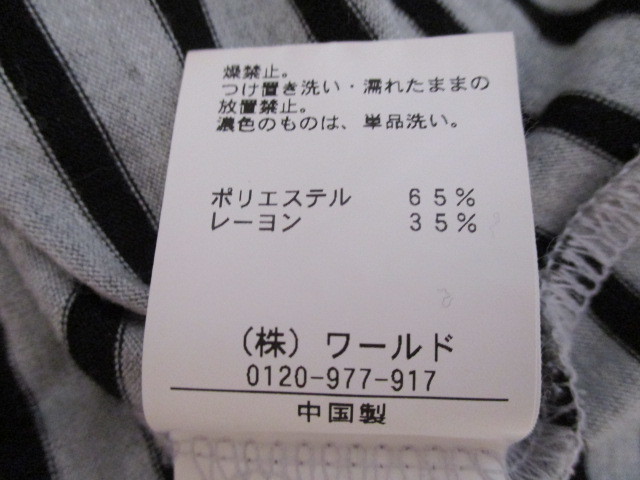 燥禁止。
つけ置き洗い・濡れたままの
放置禁止。
濃色のものは、単品洗い。
ポリエステル 65%
レーヨン 35%
(株)ワールド
0120-977-917
中国製